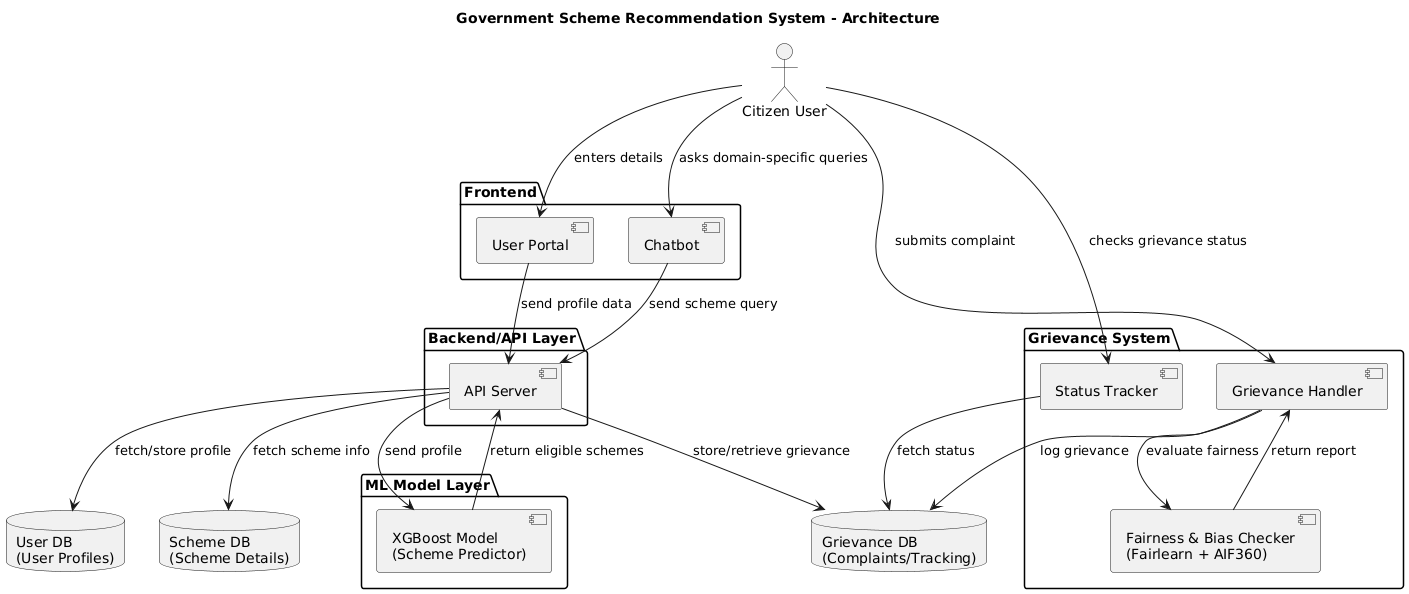 Government Scheme Recommendation System - Architecture
Citizen User
enters details
asks domain-specific queries
Frontend
User Portal
Chatbot
submits complaint
checks grievance status
send profile data
send scheme query
Backend/API Layer
API Server
Grievance System
Status Tracker
Grievance Handler
fetch/store profile
fetch scheme info
send profile
return eligible schemes
store/retrieve grievance
fetch status
log grievance
evaluate fairness
return report
ML Model Layer
User DB
(User Profiles)
Scheme DB
(Scheme Details)
XGBoost Model
(Scheme Predictor)
Grievance DB
(Complaints/Tracking)
Fairness & Bias Checker
(Fairlearn + AIF360)